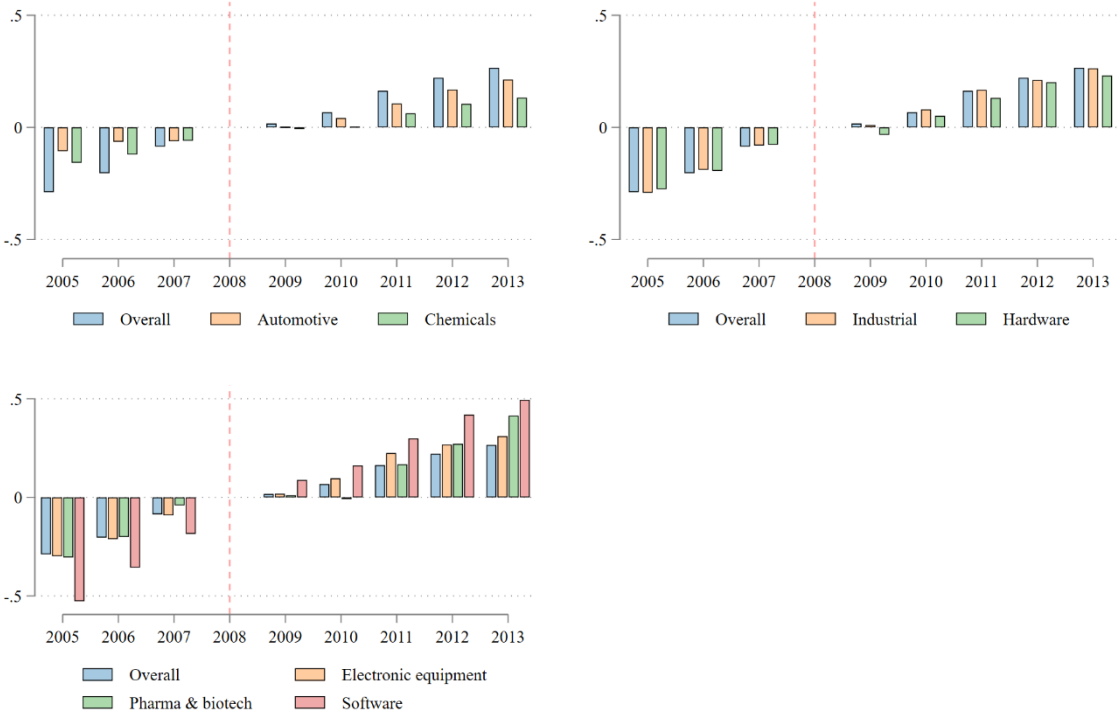 .5
0
-.5
2005 2006 2007 2008 2009 2010 2011 2012 2013
Overall Automotive Chemicals
.5
0
-.5
2005 2006 2007 2008 2009 2010 2011 2012 2013
Overall Industrial Hardware
.5
0
-.5
2005 2006 2007 2008 2009 2010 2011 2012 2013
Overall Electronic equipment
Pharma & biotech Software